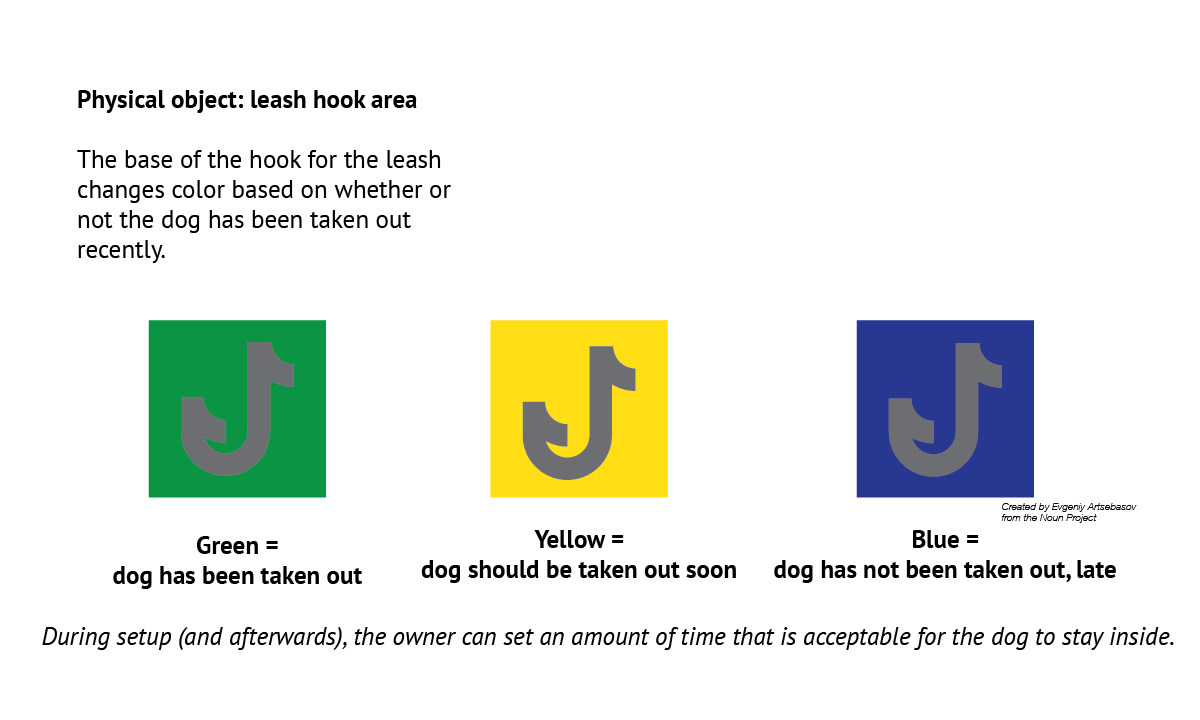 Physical object: leash hook area
The base of the hook for the leash
changes color based on whether or
not the dog has been taken out
recently.
Created by Evgeniy Artsebasov
from the Noun Project
Green =
dog has been taken out
Yellow =
dog should be taken out soon
Blue =
dog has not been taken out, late
During setup (and afterwards), the owner can set an amount of time that is acceptable for the dog to stay inside.